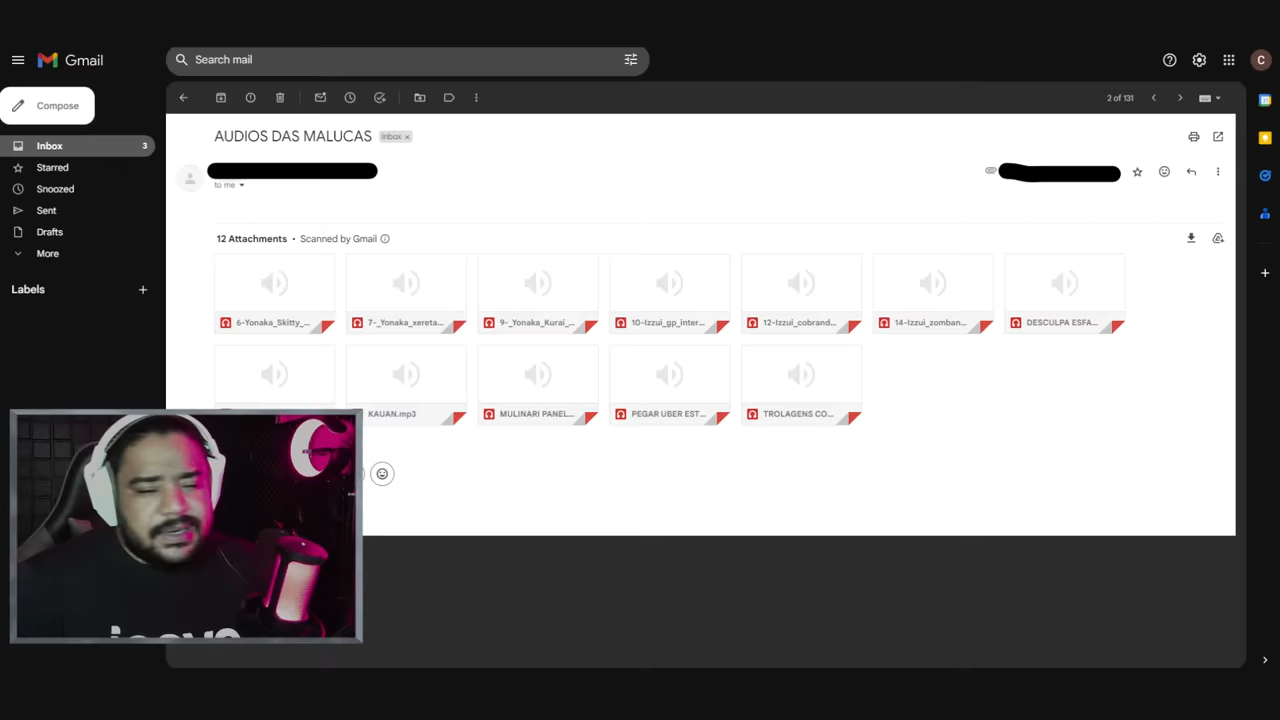 Gmail
Search mail
C
Compose
2 of 131
Inbox 3
Starred
Snoozed
Sent
Drafts
More
Labels
AUDIOS DAS MALUCAS Inbox x
to me
12 Attachments • Scanned by Gmail
6-Yonaka_Skitty_...
7-_Yonaka_xereta...
9-_Yonaka_Kurai_...
10-Izzui_gp_inter...
12-Izzui_cobrand...
14-Izzui_zomban...
DESCULPA ESFA...
KAUAN.mp3
MULINARI PANEL...
PEGAR UBER EST...
TROLAGENS CO...